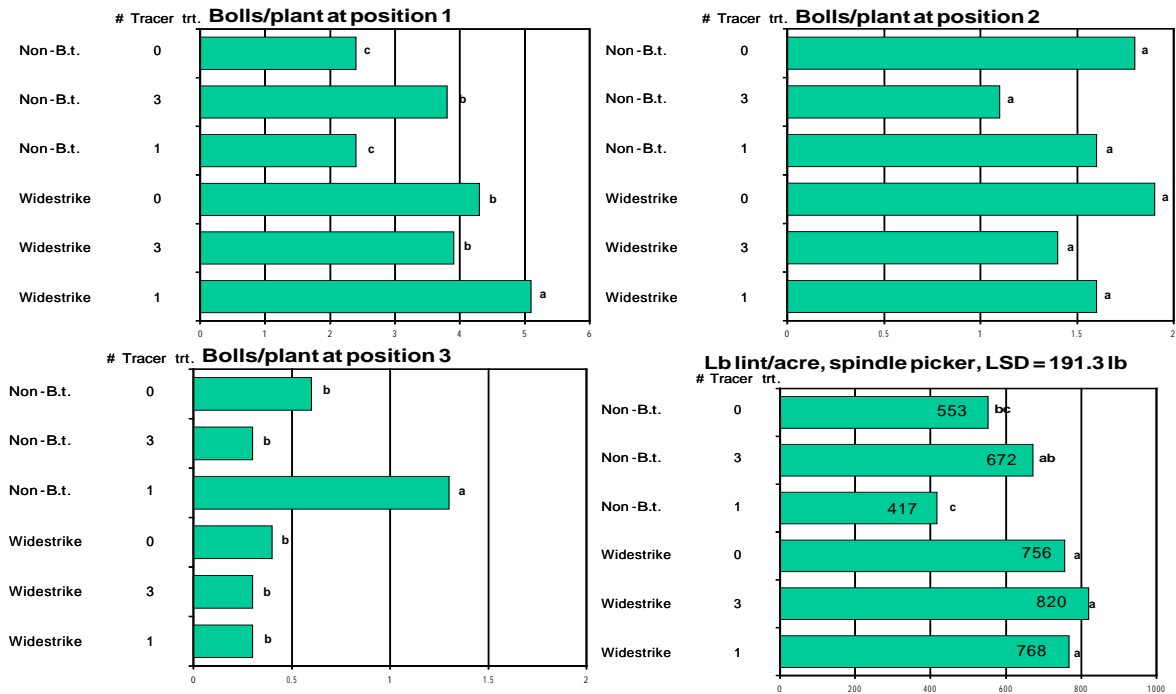 # Tracer trt. Bolls/plant at position 1
Non-B.t. 0 c
Non-B.t. 3 b
Non-B.t. 1 c
Widestrike 0 b
Widestrike 3 b
Widestrike 1 a
0 1 2 3 4 5 6
# Tracer trt. Bolls/plant at position 2
Non-B.t. 0 a
Non-B.t. 3 a
Non-B.t. 1 a
Widestrike 0 a
Widestrike 3 a
Widestrike 1 a
0 0.5 1 1.5 2
# Tracer trt. Bolls/plant at position 3
Non-B.t. 0 b
Non-B.t. 3 b
Non-B.t. 1 a
Widestrike 0 b
Widestrike 3 b
Widestrike 1 b
0 0.5 1 1.5 2
Lb lint/acre, spindle picker, LSD = 191.3 lb
# Tracer trt.
Non-B.t. 0 553 bc
Non-B.t. 3 672 ab
Non-B.t. 1 417 c
Widestrike 0 756 a
Widestrike 3 820 a
Widestrike 1 768 a
0 200 400 600 800 1000